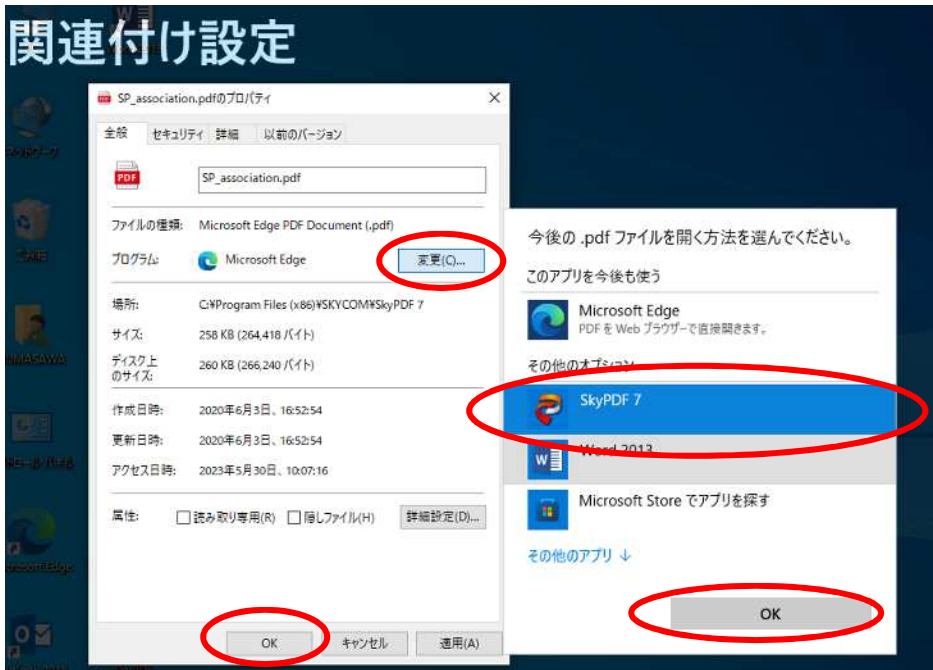 関連付け設定
SP_association.pdfのプロパティ
全般 セキュリティ 詳細 以前のバージョン
PDF
SP_association.pdf
ファイルの種類: Microsoft Edge PDF Document (.pdf)
プログラム: Microsoft Edge 変更(C)...
場所: C:¥Program Files (x86)¥SKYCOM¥SkyPDF 7
サイズ: 258 KB (264,418 バイト)
ディスク上
のサイズ: 260 KB (266,240 バイト)
作成日時: 2020年6月3日、16:52:54
更新日時: 2020年6月3日、16:52:54
アクセス日時: 2023年5月30日、10:07:16
属性: 読み取り専用(R) 隠しファイル(H) 詳細設定(D)...
OK キャンセル 適用(A)
今後の .pdf ファイルを開く方法を選んでください。
このアプリを今後も使う
Microsoft Edge
PDF を Web ブラウザーで直接開きます。
その他のオプション
SkyPDF 7
Word 2013
Microsoft Store でアプリを探す
その他のアプリ ↓
OK